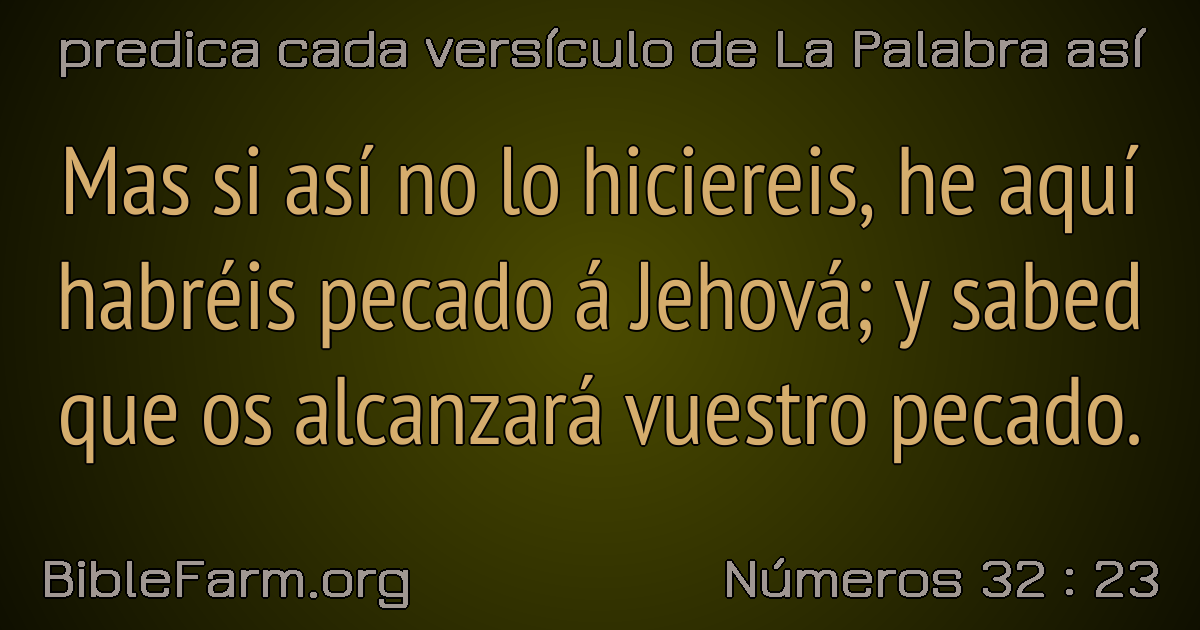 predica cada versículo de La Palabra así
Mas si así no lo hiciereis, he aquí
habréis pecado á Jehová; y sabed
que os alcanzará vuestro pecado.
BibleFarm.org
Números 32 : 23